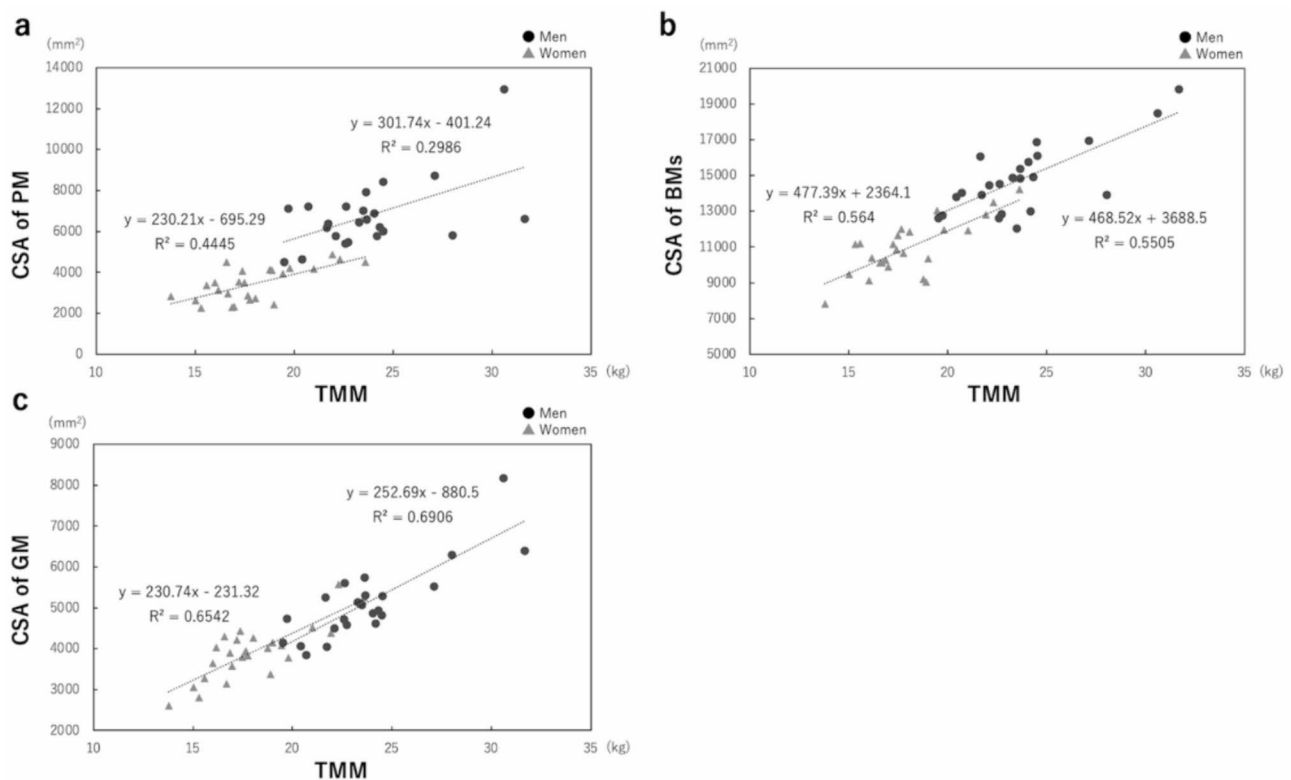 a
(mm²)
● Men
▲ Women
14000
12000
10000
8000
6000
4000
2000
0
CSA of PM
y = 301.74x - 401.24
R² = 0.2986
y = 230.21x - 695.29
R² = 0.4445
10 15 20 25 30 35 (kg)
TMM
b
(mm²)
● Men
▲ Women
21000
19000
17000
15000
13000
11000
9000
7000
5000
CSA of BMs
y = 477.39x + 2364.1
R² = 0.564
y = 468.52x + 3688.5
R² = 0.5505
10 15 20 25 30 35 (kg)
TMM
c
(mm²)
● Men
▲ Women
9000
8000
7000
6000
5000
4000
3000
2000
CSA of GM
y = 252.69x - 880.5
R² = 0.6906
y = 230.74x - 231.32
R² = 0.6542
10 15 20 25 30 35 (kg)
TMM